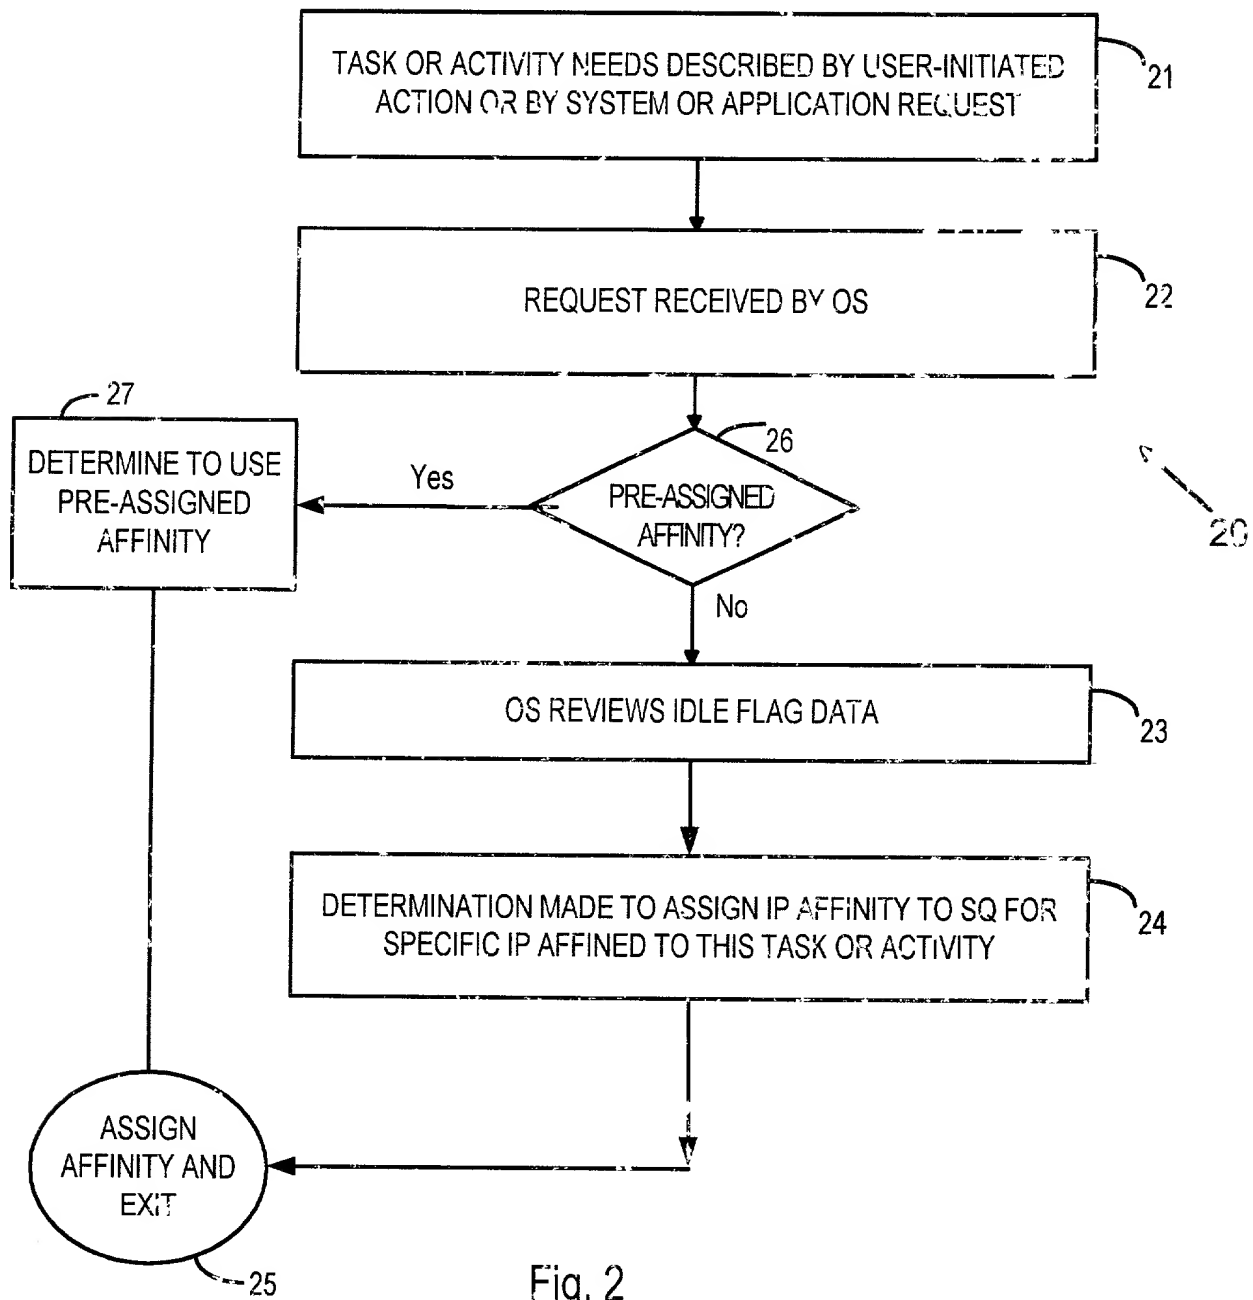 TASK OR ACTIVITY NEEDS DESCRIBED BY USER-INITIATED
ACTION OR BY SYSTEM OR APPLICATION REQUEST
21
REQUEST RECEIVED BY OS
22
27
DETERMINE TO USE
PRE-ASSIGNED
AFFINITY
Yes
26
PRE-ASSIGNED
AFFINITY?
20
No
OS REVIEWS IDLE FLAG DATA
23
DETERMINATION MADE TO ASSIGN IP AFFINITY TO SQ FOR
SPECIFIC IP AFFINED TO THIS TASK OR ACTIVITY
24
ASSIGN
AFFINITY AND
EXIT
25
Fig. 2